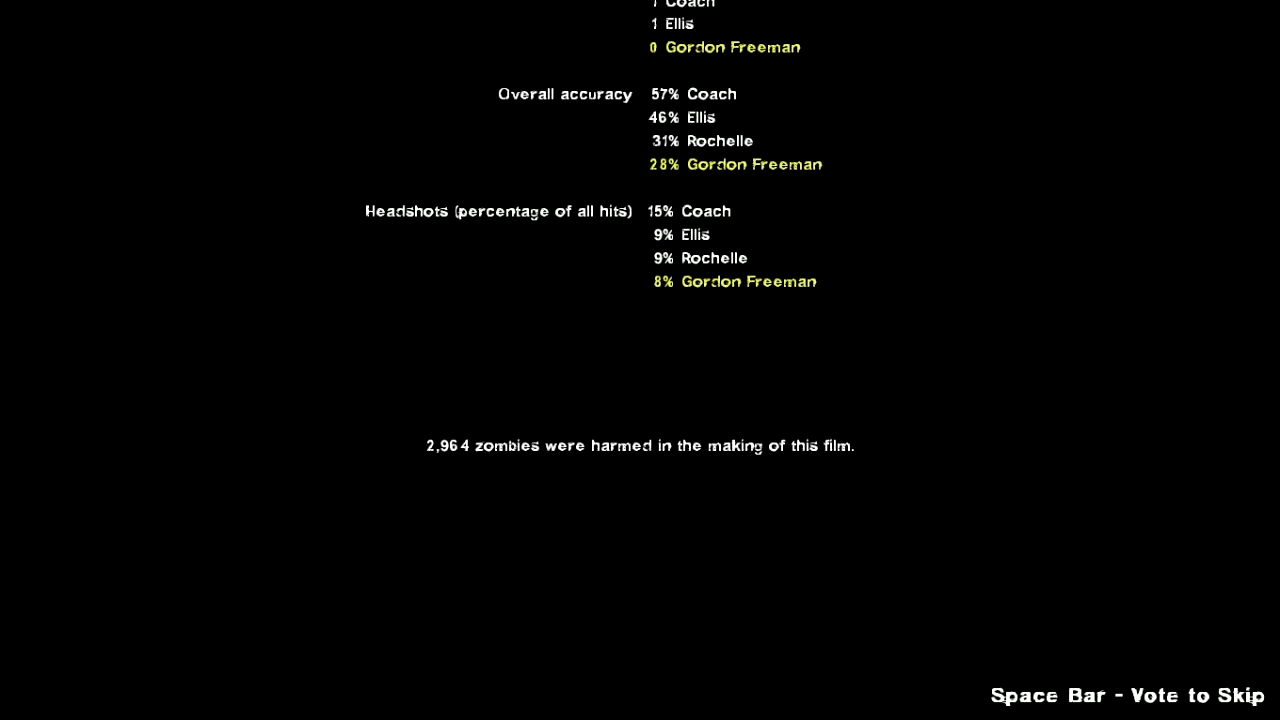 1 Coach
1 Ellis
0 Gordon Freeman
Overall accuracy 57% Coach
46% Ellis
31% Rochelle
28% Gordon Freeman
Headshots (percentage of all hits) 15% Coach
9% Ellis
9% Rochelle
8% Gordon Freeman
2,964 zombies were harmed in the making of this film.
Space Bar - Vote to Skip